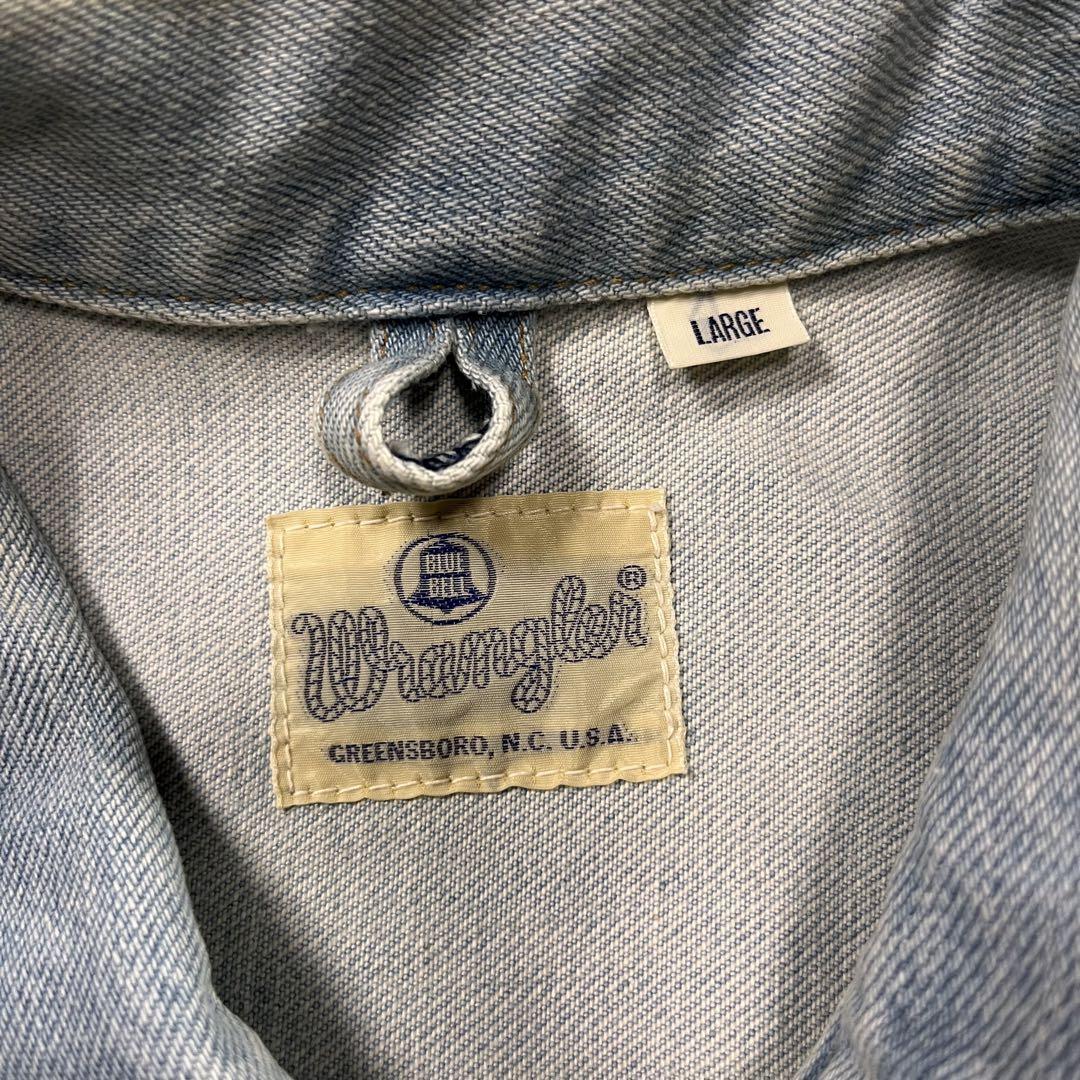 LARGE
BLUE
BELL
Wrangler®
GREENSBORO, N.C. U.S.A.